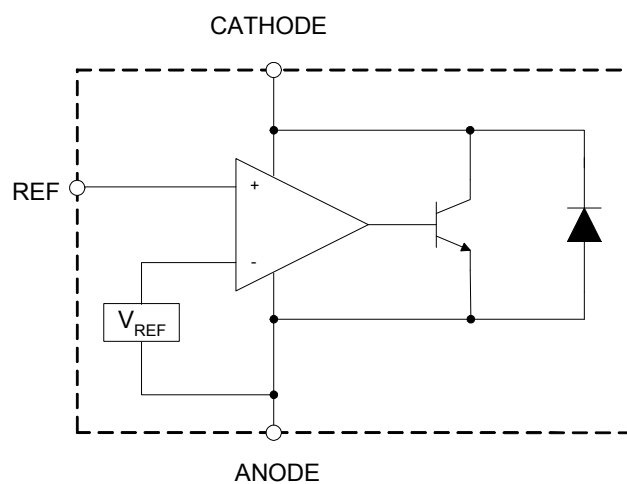 CATHODE
REF
+
-
VREF
ANODE